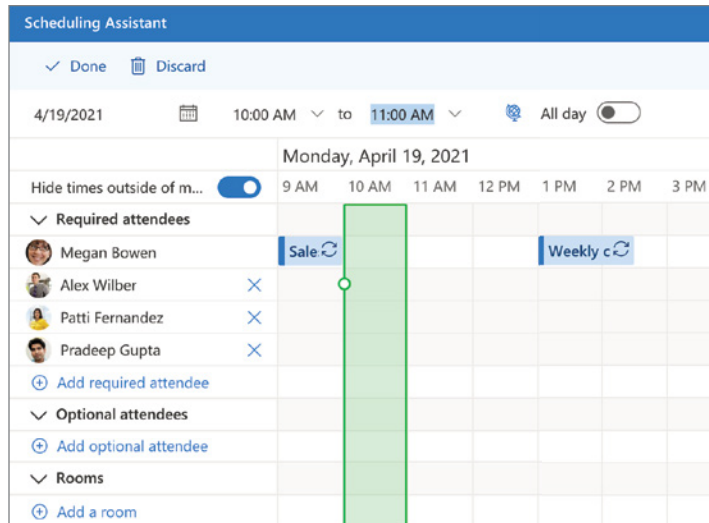 Scheduling Assistant
Done Discard
4/19/2021 10:00 AM to 11:00 AM All day
Monday, April 19, 2021
Hide times outside of m... 9 AM 10 AM 11 AM 12 PM 1 PM 2 PM 3 PM
Required attendees
Megan Bowen Sale Weekly c
Alex Wilber
Patti Fernandez
Pradeep Gupta
Add required attendee
Optional attendees
Add optional attendee
Rooms
Add a room